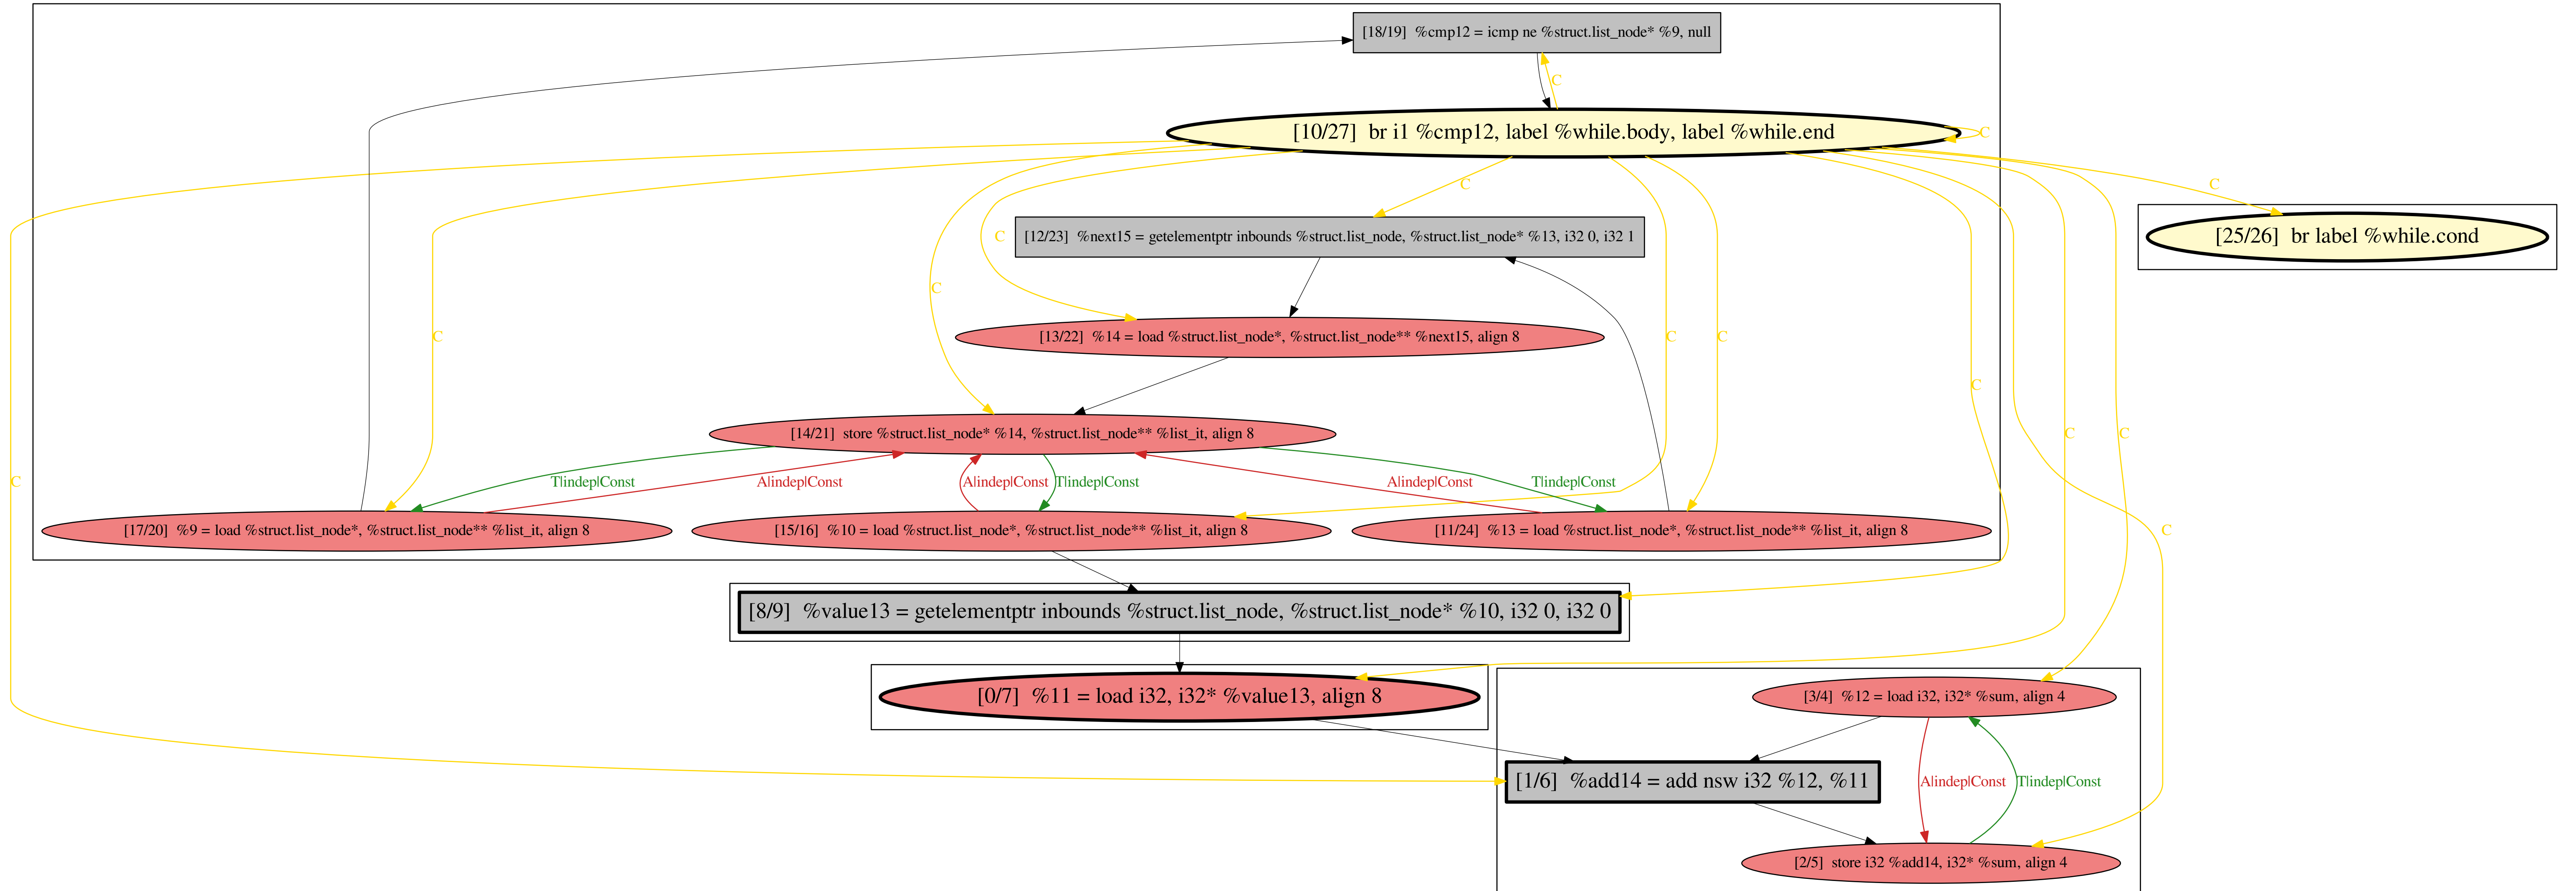 [18/19]  %cmp12 = icmp ne %struct.list_node* %9, null
C
[10/27]  br i1 %cmp12, label %while.body, label %while.end
C
C
C
[12/23]  %next15 = getelementptr inbounds %struct.list_node, %struct.list_node* %13, i32 0, i32 1
C
[25/26]  br label %while.cond
C
C
[13/22]  %14 = load %struct.list_node*, %struct.list_node** %next15, align 8
C
C
C
[14/21]  store %struct.list_node* %14, %struct.list_node** %list_it, align 8
C
C
C
T|indep|Const
A|indep|Const
A|indep|Const
T|indep|Const
A|indep|Const
T|indep|Const
[17/20]  %9 = load %struct.list_node*, %struct.list_node** %list_it, align 8
[15/16]  %10 = load %struct.list_node*, %struct.list_node** %list_it, align 8
[11/24]  %13 = load %struct.list_node*, %struct.list_node** %list_it, align 8
C
[8/9]  %value13 = getelementptr inbounds %struct.list_node, %struct.list_node* %10, i32 0, i32 0
[0/7]  %11 = load i32, i32* %value13, align 8
[3/4]  %12 = load i32, i32* %sum, align 4
[1/6]  %add14 = add nsw i32 %12, %11
A|indep|Const
T|indep|Const
[2/5]  store i32 %add14, i32* %sum, align 4